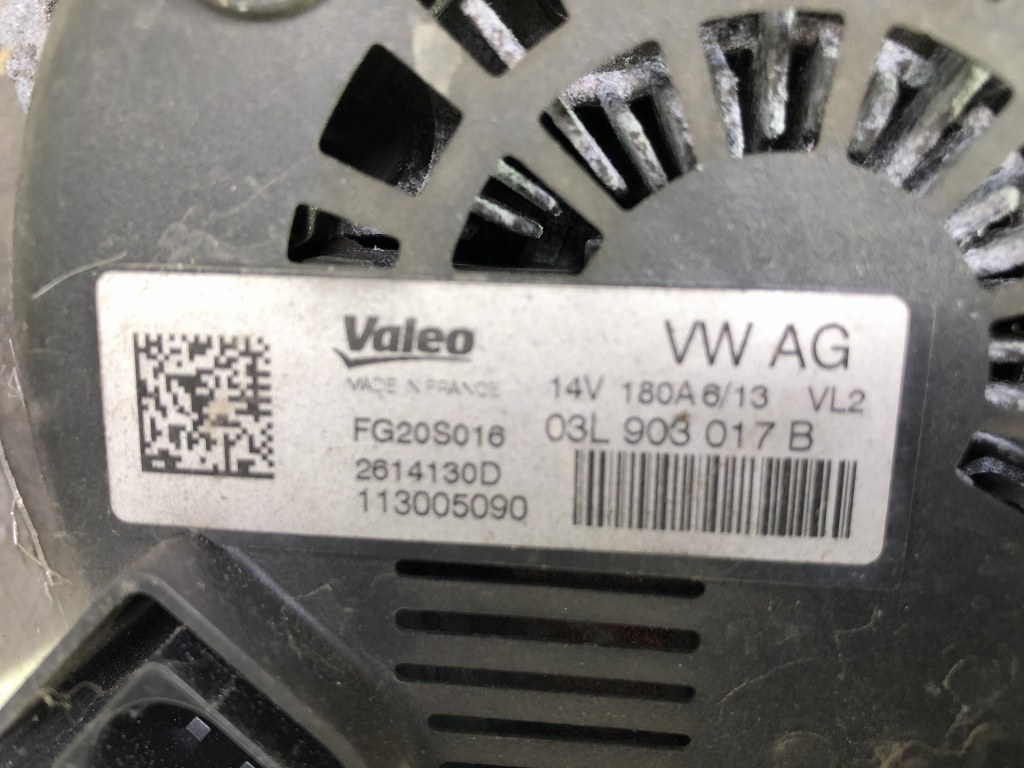 Valeo
MADE IN FRANCE
FG20S016
2614130D
113005090
VW AG
14V 180A 6/13 VL2
03L 903 017 B